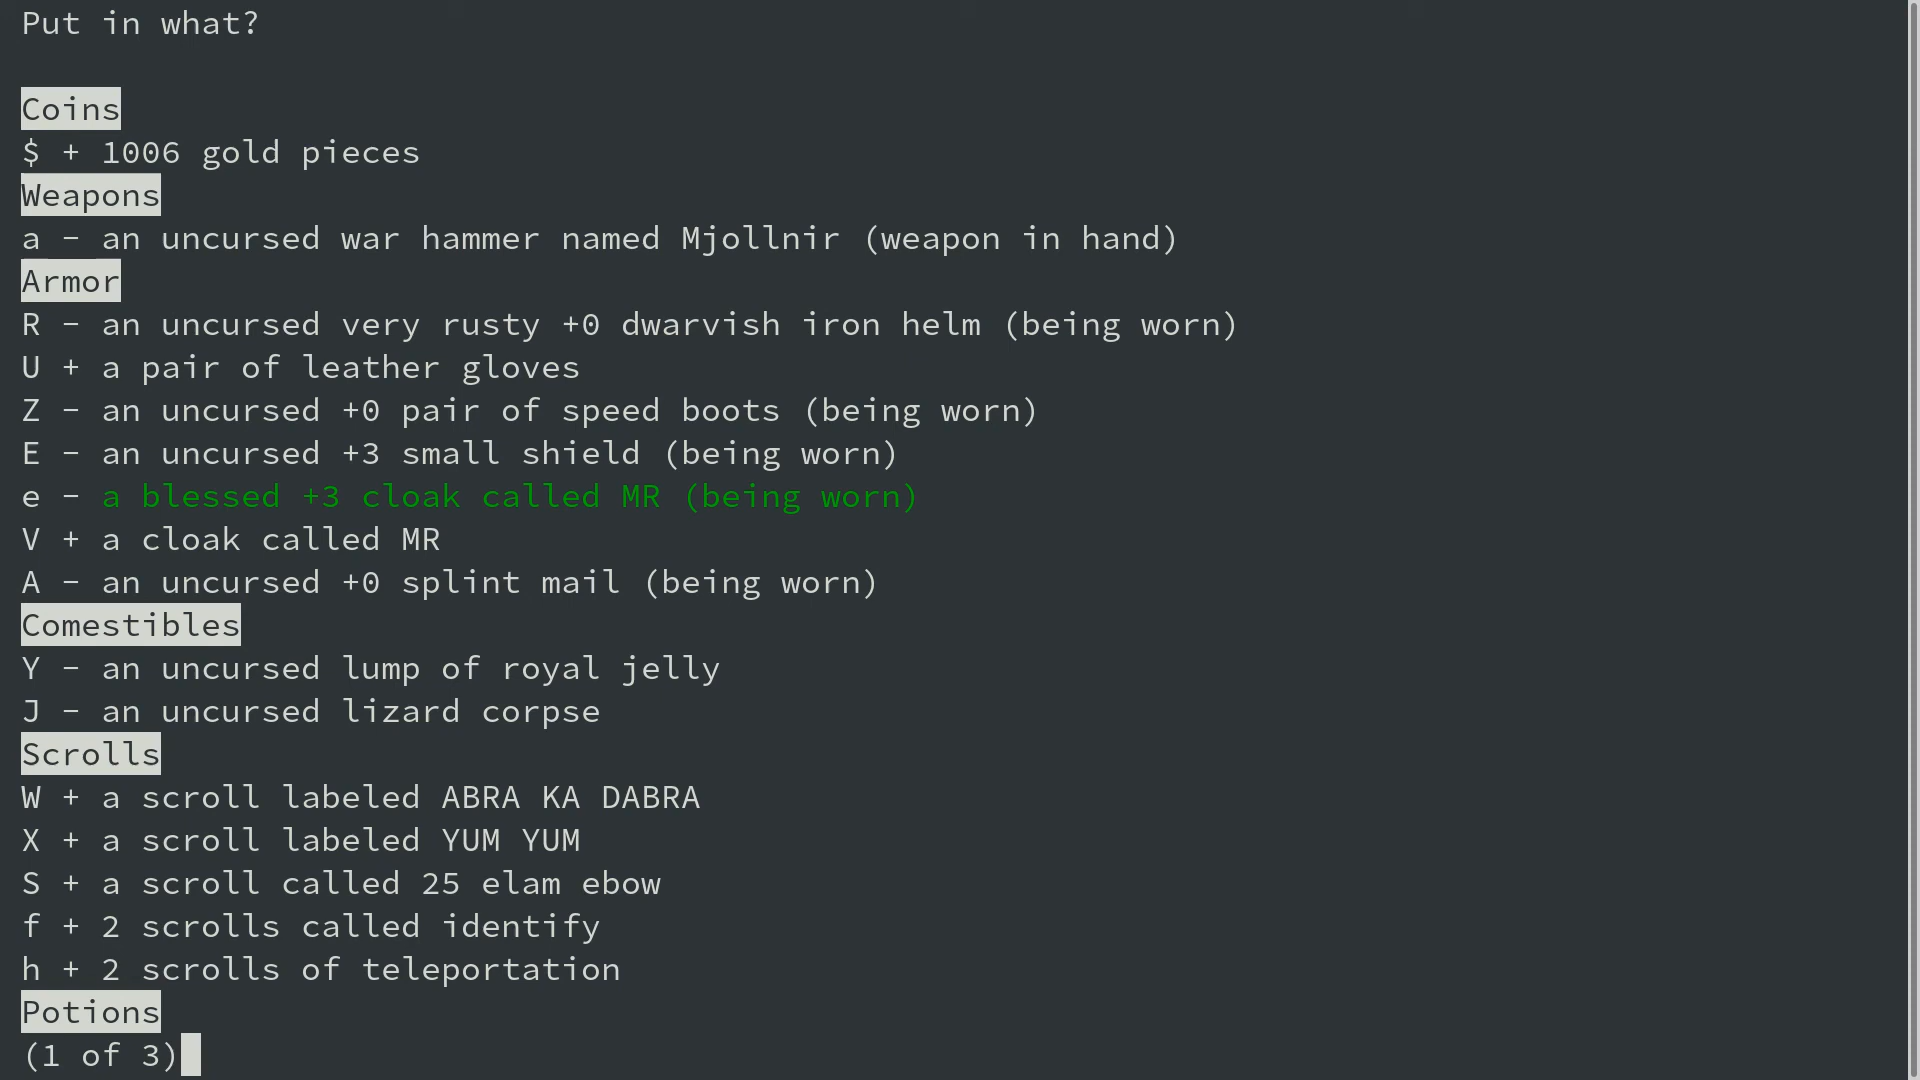 Put in what?
Coins
$ + 1006 gold pieces
Weapons
a - an uncursed war hammer named Mjollnir (weapon in hand)
Armor
R - an uncursed very rusty +0 dwarvish iron helm (being worn)
U + a pair of leather gloves
Z - an uncursed +0 pair of speed boots (being worn)
E - an uncursed +3 small shield (being worn)
e - a blessed +3 cloak called MR (being worn)
V + a cloak called MR
A - an uncursed +0 splint mail (being worn)
Comestibles
Y - an uncursed lump of royal jelly
J - an uncursed lizard corpse
Scrolls
W + a scroll labeled ABRA KA DABRA
X + a scroll labeled YUM YUM
S + a scroll called 25 elam ebow
f + 2 scrolls called identify
h + 2 scrolls of teleportation
Potions
(1 of 3)